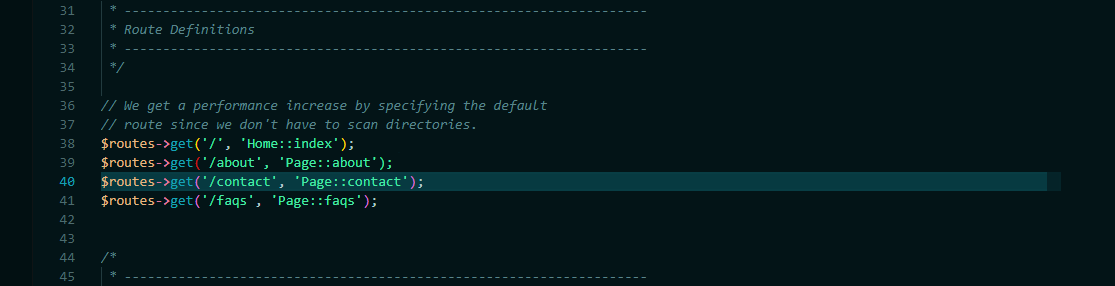 31 * -------------------------------------------------------------------
32 * Route Definitions
33 * -------------------------------------------------------------------
34 */
35
36 // We get a performance increase by specifying the default
37 // route since we don't have to scan directories.
38 $routes->get('/', 'Home::index');
39 $routes->get('/about', 'Page::about');
40 $routes->get('/contact', 'Page::contact');
41 $routes->get('/faqs', 'Page::faqs');
42
43
44 /*
45 * -------------------------------------------------------------------